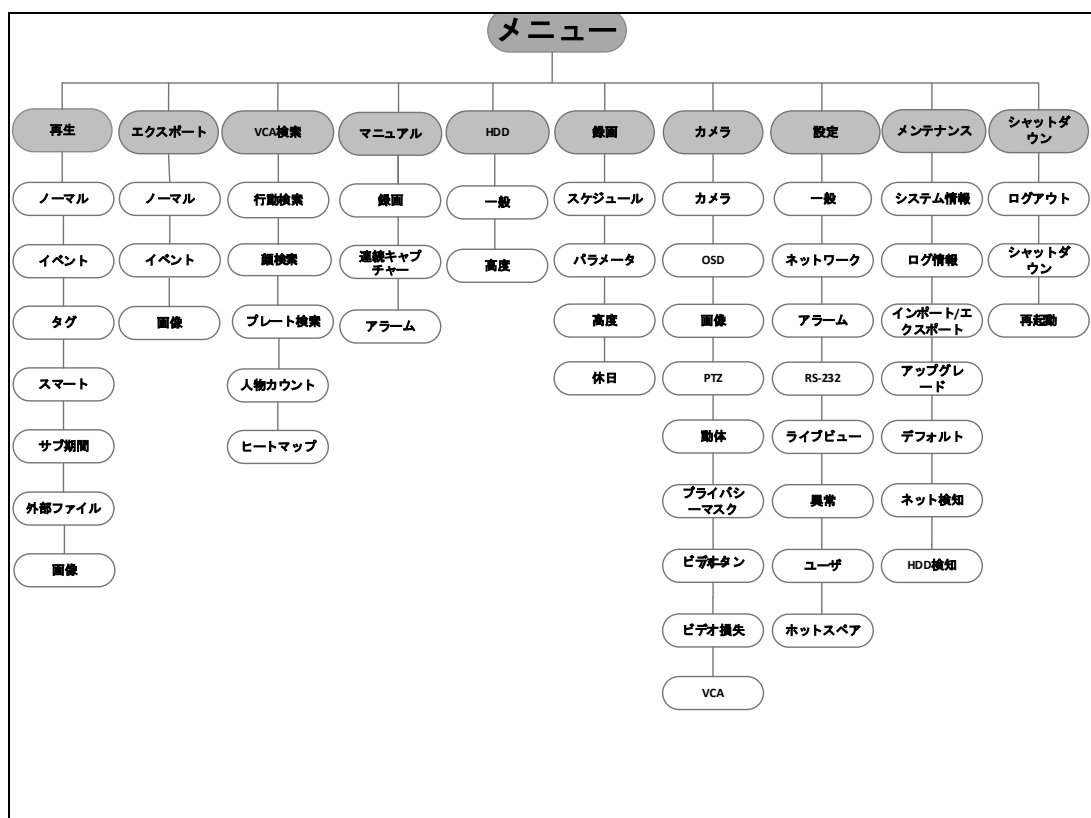 メニュー
再生
エクスポート
VCA検索
マニュアル
HDD
録画
カメラ
設定
メンテナンス
シャットダ
ウン
ノーマル
イベント
タグ
スマート
サブ期間
外部ファイル
画像
ノーマル
イベント
画像
行動検索
顔検索
プレート検索
人物カウント
ヒートマップ
録画
連続キャプ
チャー
アラーム
一般
高度
スケジュール
パラメータ
高度
休日
カメラ
OSD
画像
PTZ
動体
プライバシ
ーマスク
ビデオタン
ビデオ損失
VCA
一般
ネットワーク
アラーム
RS-232
ライブビュー
異常
ユーザ
ホットスペア
システム情報
ログ情報
インポート/エ
クスポート
アップグレ
ード
デフォルト
ネット検知
HDD検知
ログアウト
シャットダ
ウン
再起動